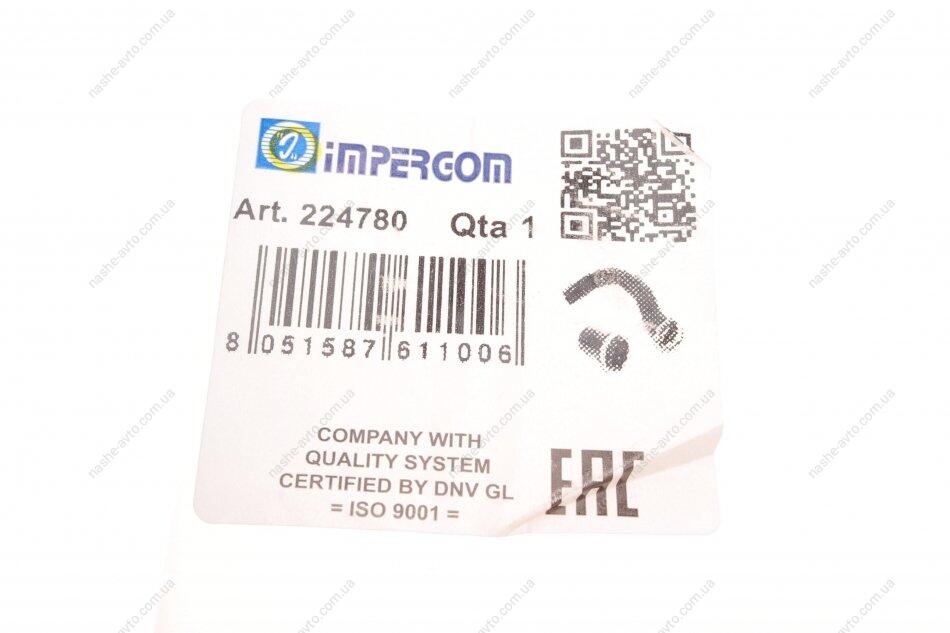 iMPERGOM
Art. 224780 Qta 1
8 051587 611006
COMPANY WITH
QUALITY SYSTEM
CERTIFIED BY DNV GL
= ISO 9001 =
EAC
nashe-avto.com.ua